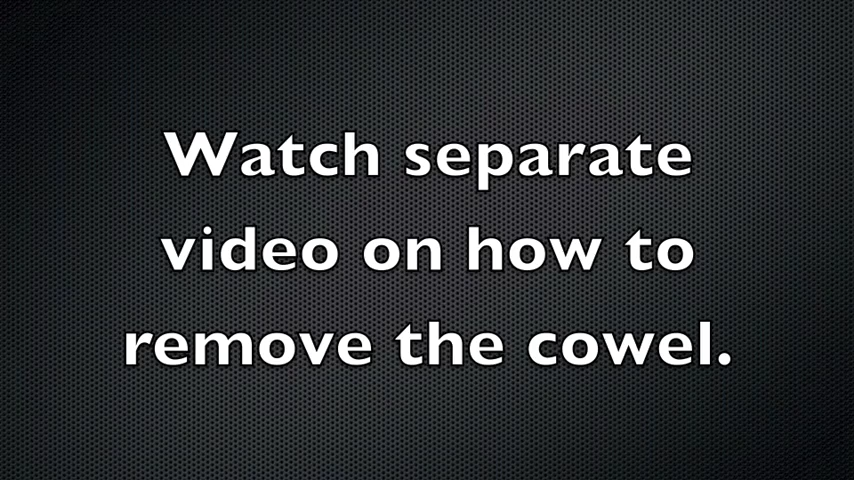 Watch separate
video on how to
remove the cowel.